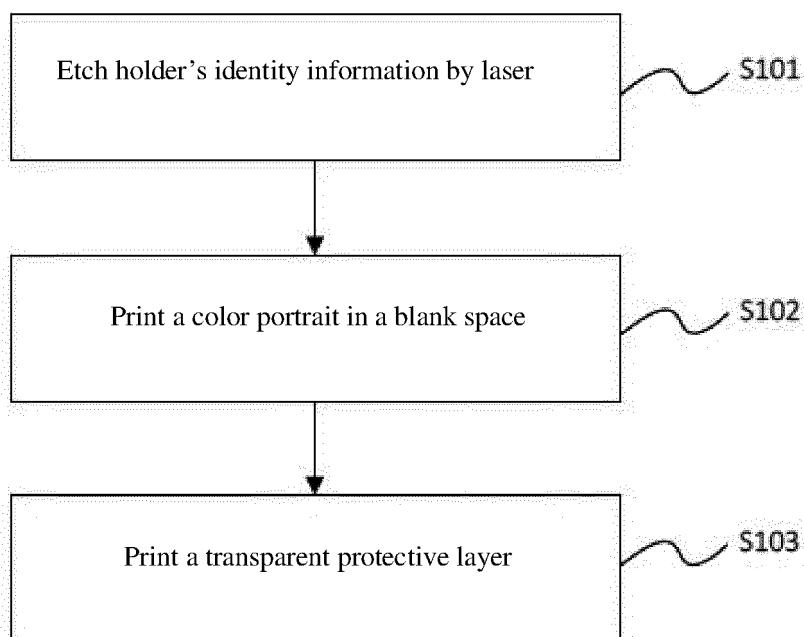 Etch holder's identity information by laser
S101
Print a color portrait in a blank space
S102
Print a transparent protective layer
S103